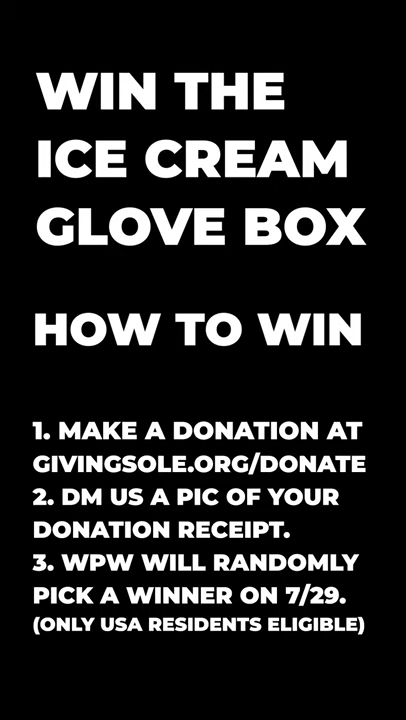 WIN THE
ICE CREAM
GLOVE BOX
HOW TO WIN
1. MAKE A DONATION AT
GIVINGSOLE.ORG/DONATE
2. DM US A PIC OF YOUR
DONATION RECEIPT.
3. WPW WILL RANDOMLY
PICK A WINNER ON 7/29.
(ONLY USA RESIDENTS ELIGIBLE)